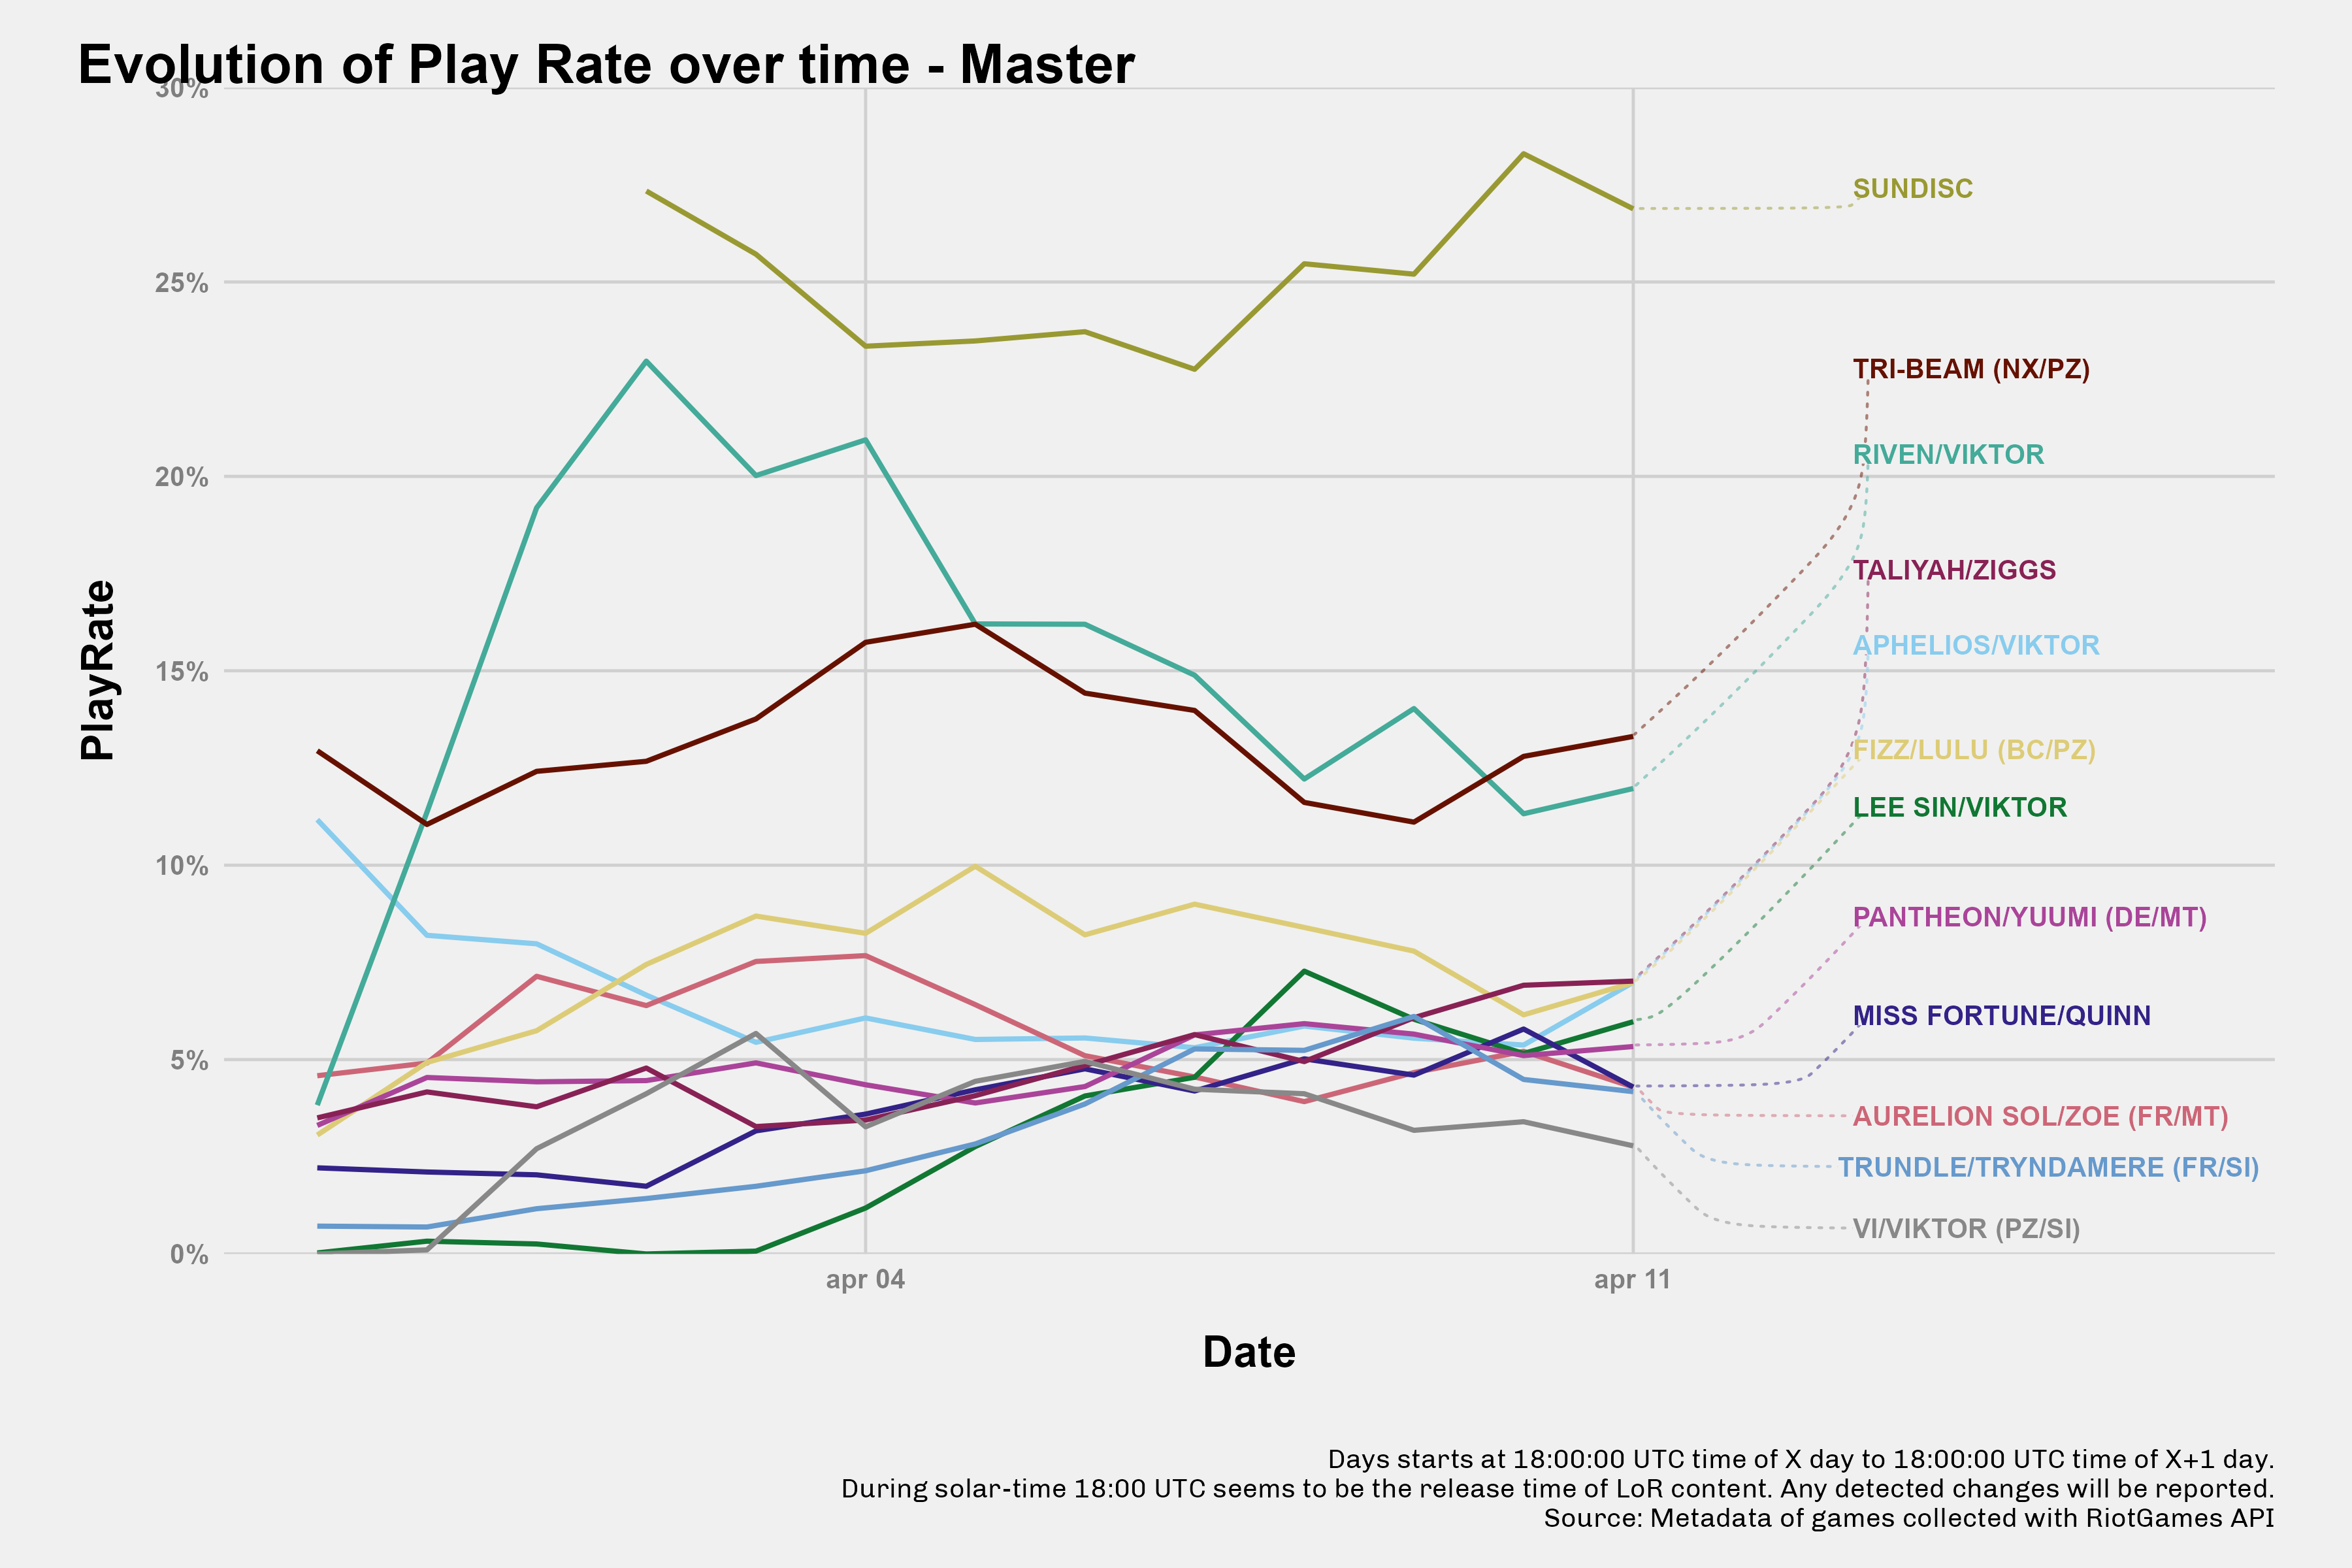 Evolution of Play Rate over time - Master
30%
25%
20%
15%
10%
5%
0%
PlayRate
SUNDISC
TRI-BEAM (NX/PZ)
RIVEN/VIKTOR
TALIYAH/ZIGGS
APHELIOS/VIKTOR
FIZZ/LULU (BC/PZ)
LEE SIN/VIKTOR
PANTHEON/YUUMI (DE/MT)
MISS FORTUNE/QUINN
AURELION SOL/ZOE (FR/MT)
TRUNDLE/TRYNDAMERE (FR/SI)
VI/VIKTOR (PZ/SI)
apr 04
apr 11
Date
Days starts at 18:00:00 UTC time of X day to 18:00:00 UTC time of X+1 day.
During solar-time 18:00 UTC seems to be the release time of LoR content. Any detected changes will be reported.
Source: Metadata of games collected with RiotGames API